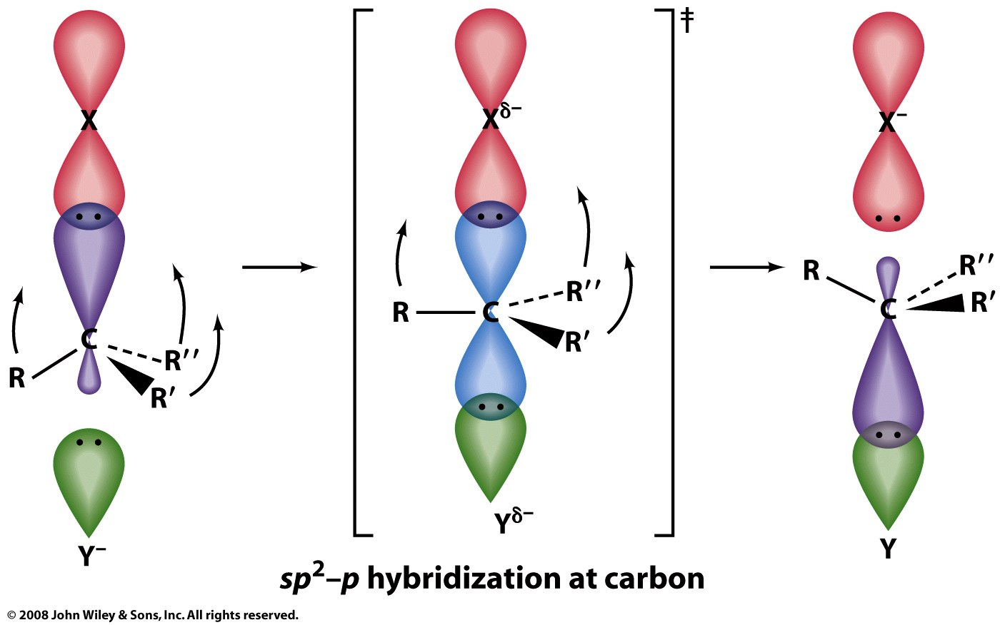 X
C
R
R′′
R′
Y–
Xδ–
‡
R
C
R′′
R′
Yδ–
X–
R
C
R′′
R′
Y
sp2–p hybridization at carbon
© 2008 John Wiley & Sons, Inc. All rights reserved.